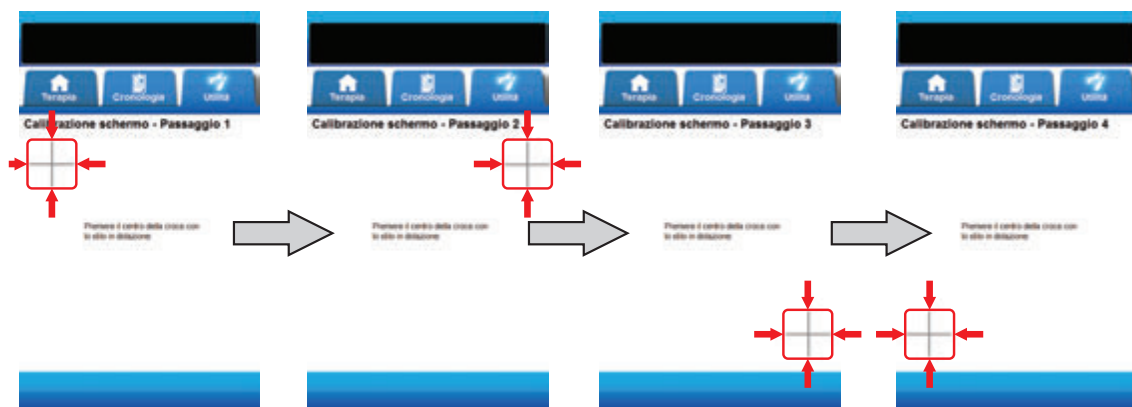 Terapia Cronologia Utilità
Calibrazione schermo - Passaggio 1
Premere il centro della croce con
lo stilo in dotazione
Terapia Cronologia Utilità
Calibrazione schermo - Passaggio 2
Premere il centro della croce con
lo stilo in dotazione
Terapia Cronologia Utilità
Calibrazione schermo - Passaggio 3
Premere il centro della croce con
lo stilo in dotazione
Terapia Cronologia Utilità
Calibrazione schermo - Passaggio 4
Premere il centro della croce con
lo stilo in dotazione